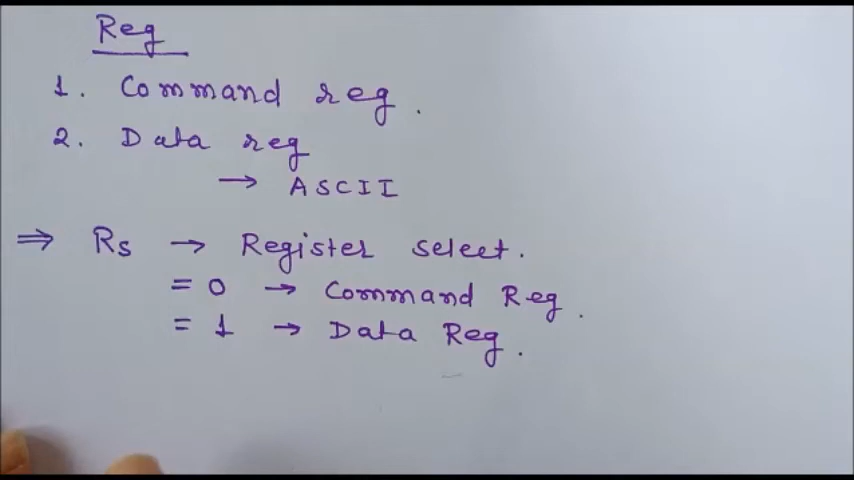 Reg
1. Command reg.
2. Data reg
→ ASCII
⇒ Rs → Register select.
= 0 → Command Reg.
= 1 → Data Reg.